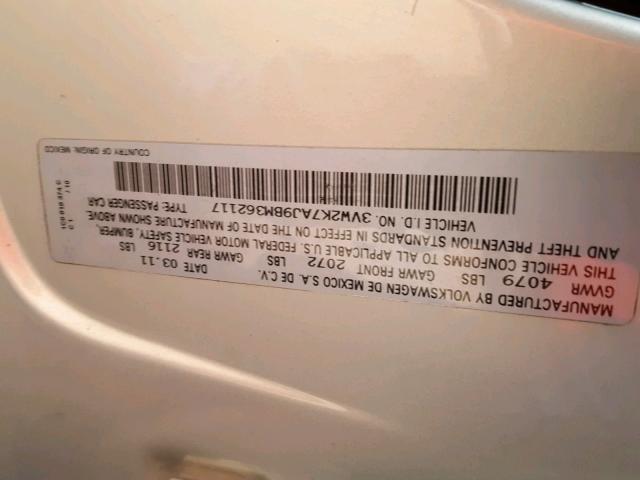 MANUFACTURED BY VOLKSWAGEN DE MEXICO S.A. DE C.V. DATE 03.11
GVWR 4079 LBS GAWR FRONT 2072 LBS GAWR REAR 2116 LBS
THIS VEHICLE CONFORMS TO ALL APPLICABLE U.S. FEDERAL MOTOR VEHICLE SAFETY, BUMPER,
AND THEFT PREVENTION STANDARDS IN EFFECT ON THE DATE OF MANUFACTURE SHOWN ABOVE
VEHICLE I.D. NO. 3VW2K7AJ9BM362117 TYPE: PASSENGER CAR
COUNTRY OF ORIGIN: MEXICO